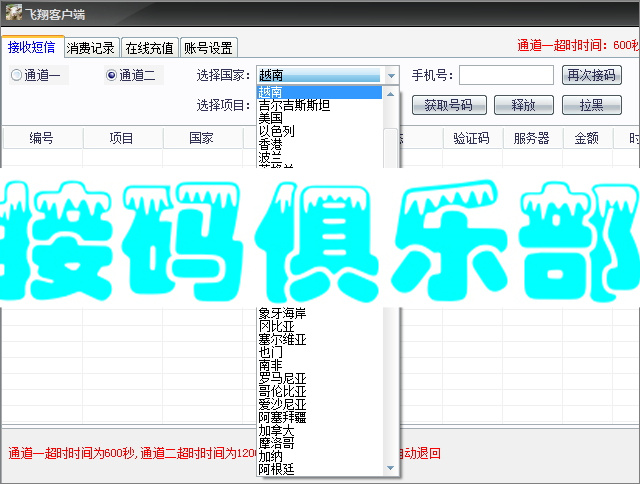 飞翔客户端
接收短信 消费记录 在线充值 账号设置
通道一超时时间：600秒
通道一 通道二 选择国家： 越南 手机号： 再次接码
选择项目： 获取号码 释放 拉黑
越南
吉尔吉斯斯坦
美国
以色列
香港
波兰
编号 项目 国家 验证码 服务器 金额
接码俱乐部
象牙海岸
冈比亚
塞尔维亚
也门
南非
罗马尼亚
哥伦比亚
爱沙尼亚
阿塞拜疆
加拿大
摩洛哥
加纳
阿根廷
通道一超时时间为600秒,通道二超时时间为120 动退回